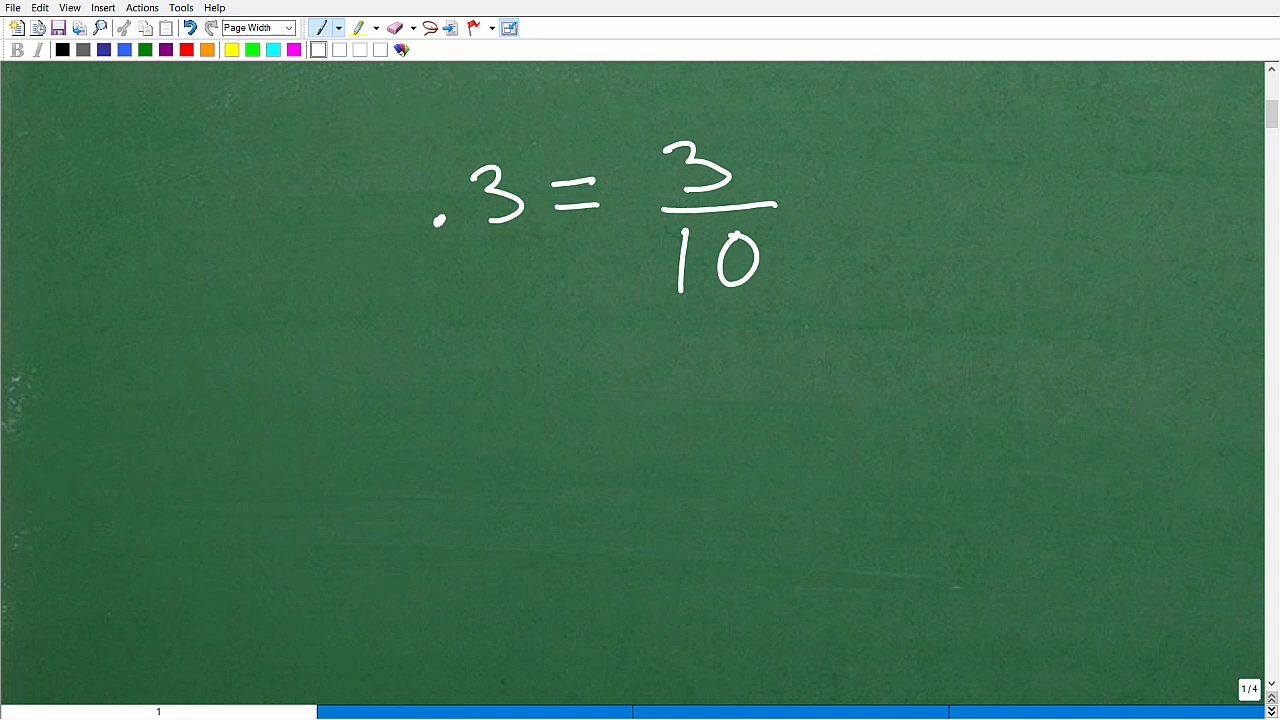 File Edit View Insert Actions Tools Help
Page Width
B I
.3 = 3/10
1 / 4
1